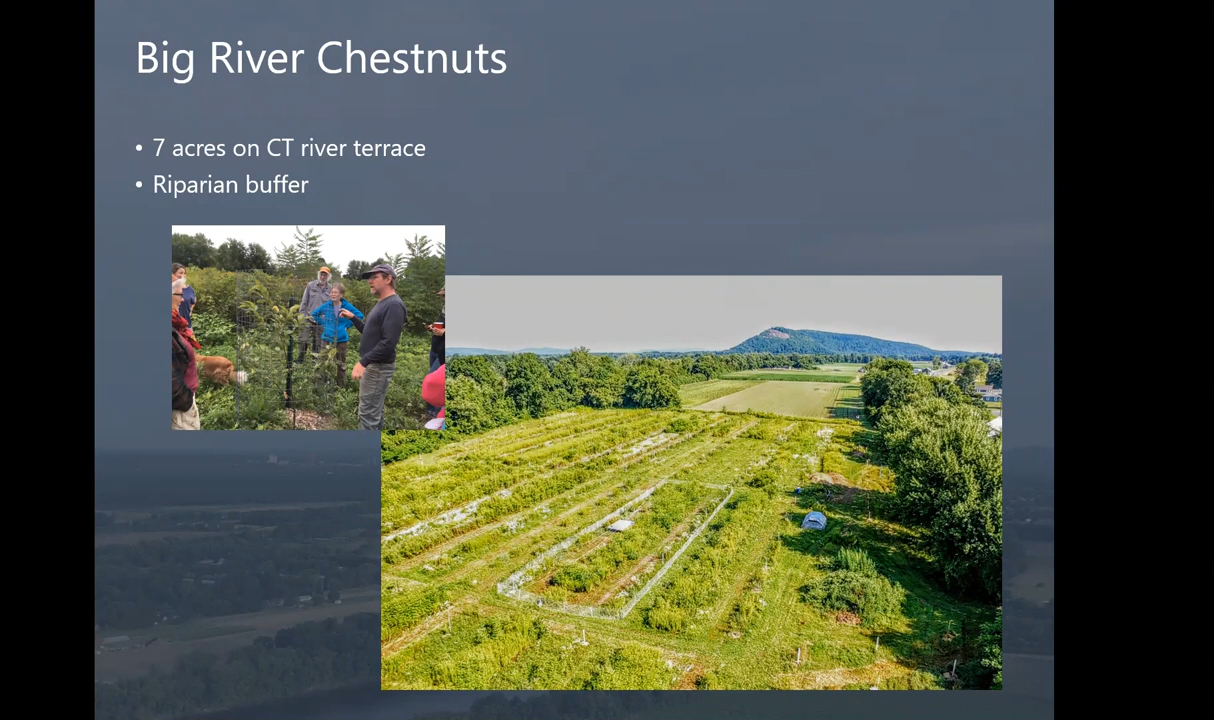 Big River Chestnuts
• 7 acres on CT river terrace
• Riparian buffer